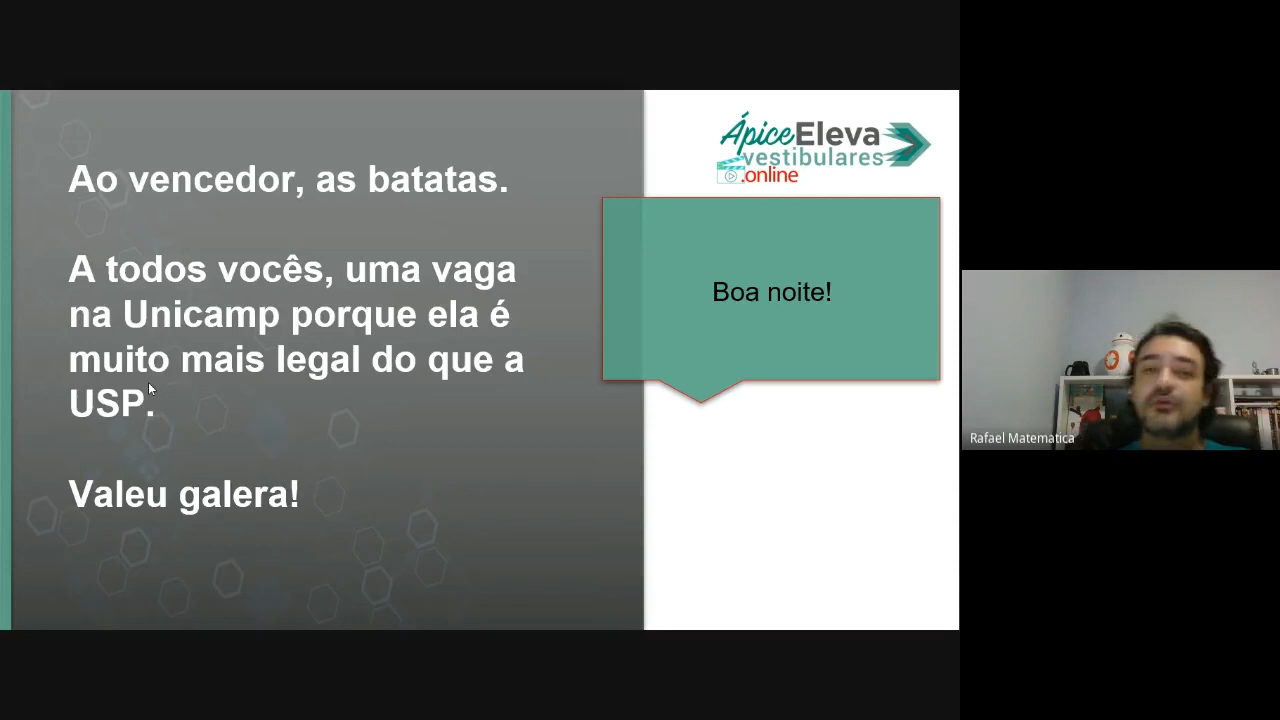 Ao vencedor, as batatas.
A todos vocês, uma vaga
na Unicamp porque ela é
muito mais legal do que a
USP.
Valeu galera!
ÁpiceEleva
vestibulares
.online
Boa noite!
Rafael Matematica